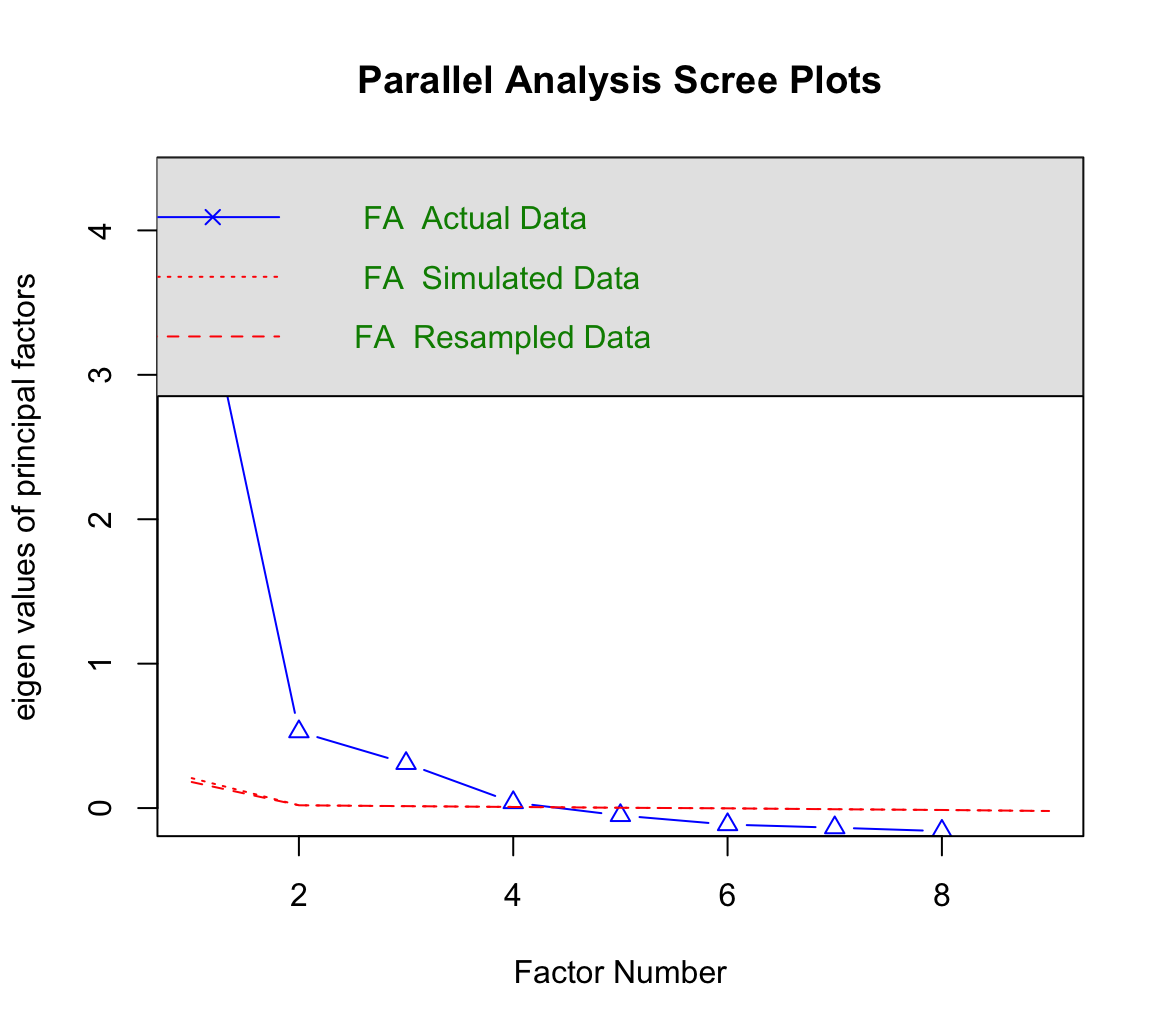 Parallel Analysis Scree Plots
FA Actual Data
FA Simulated Data
FA Resampled Data
eigen values of principal factors
4
3
2
1
0
2
4
6
8
Factor Number